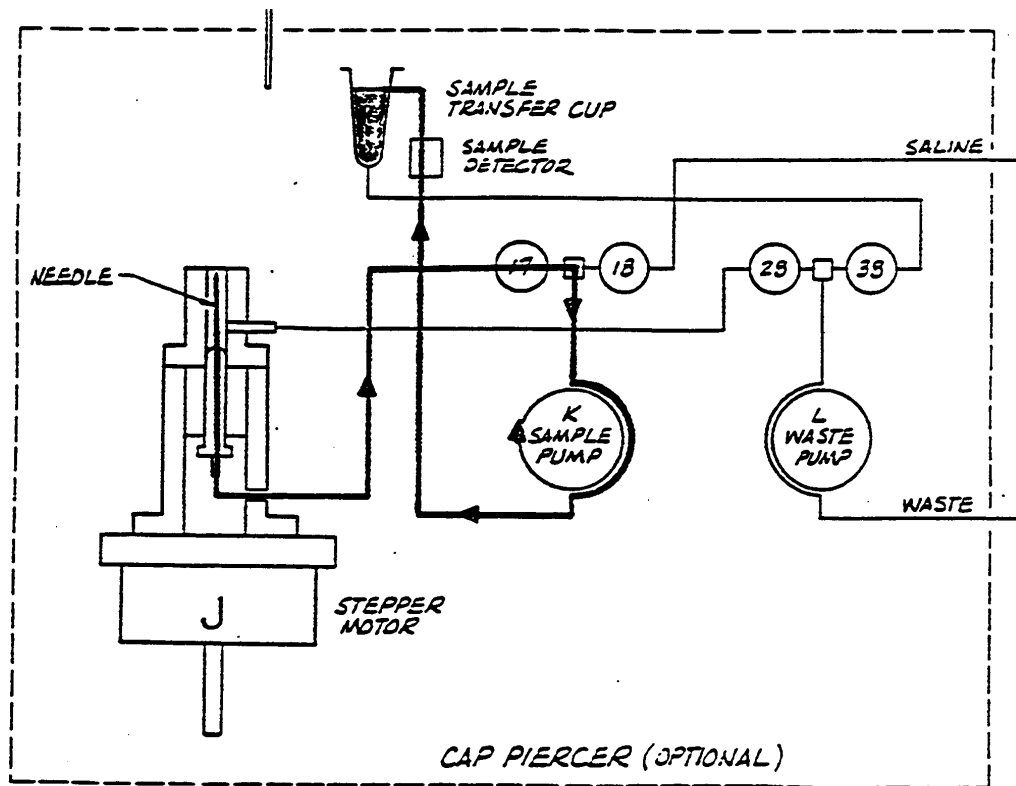 SAMPLE
TRANSFER CUP
SAMPLE
DETECTOR
SALINE
17
18
28
38
NEEDLE
K
SAMPLE
PUMP
L
WASTE
PUMP
WASTE
J
STEPPER
MOTOR
CAP PIERCER (OPTIONAL)